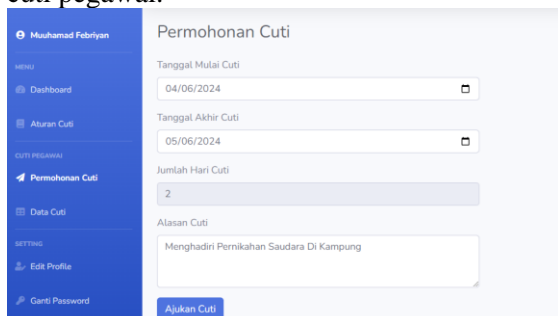 cuti pegawai.
Muuhamad Febriyan
MENU
Dashboard
Aturan Cuti
CUTI PEGAWAI
Permohonan Cuti
Data Cuti
SETTING
Edit Profile
Ganti Password
Permohonan Cuti
Tanggal Mulai Cuti
04/06/2024
Tanggal Akhir Cuti
05/06/2024
Jumlah Hari Cuti
2
Alasan Cuti
Menghadiri Pernikahan Saudara Di Kampung
Ajukan Cuti